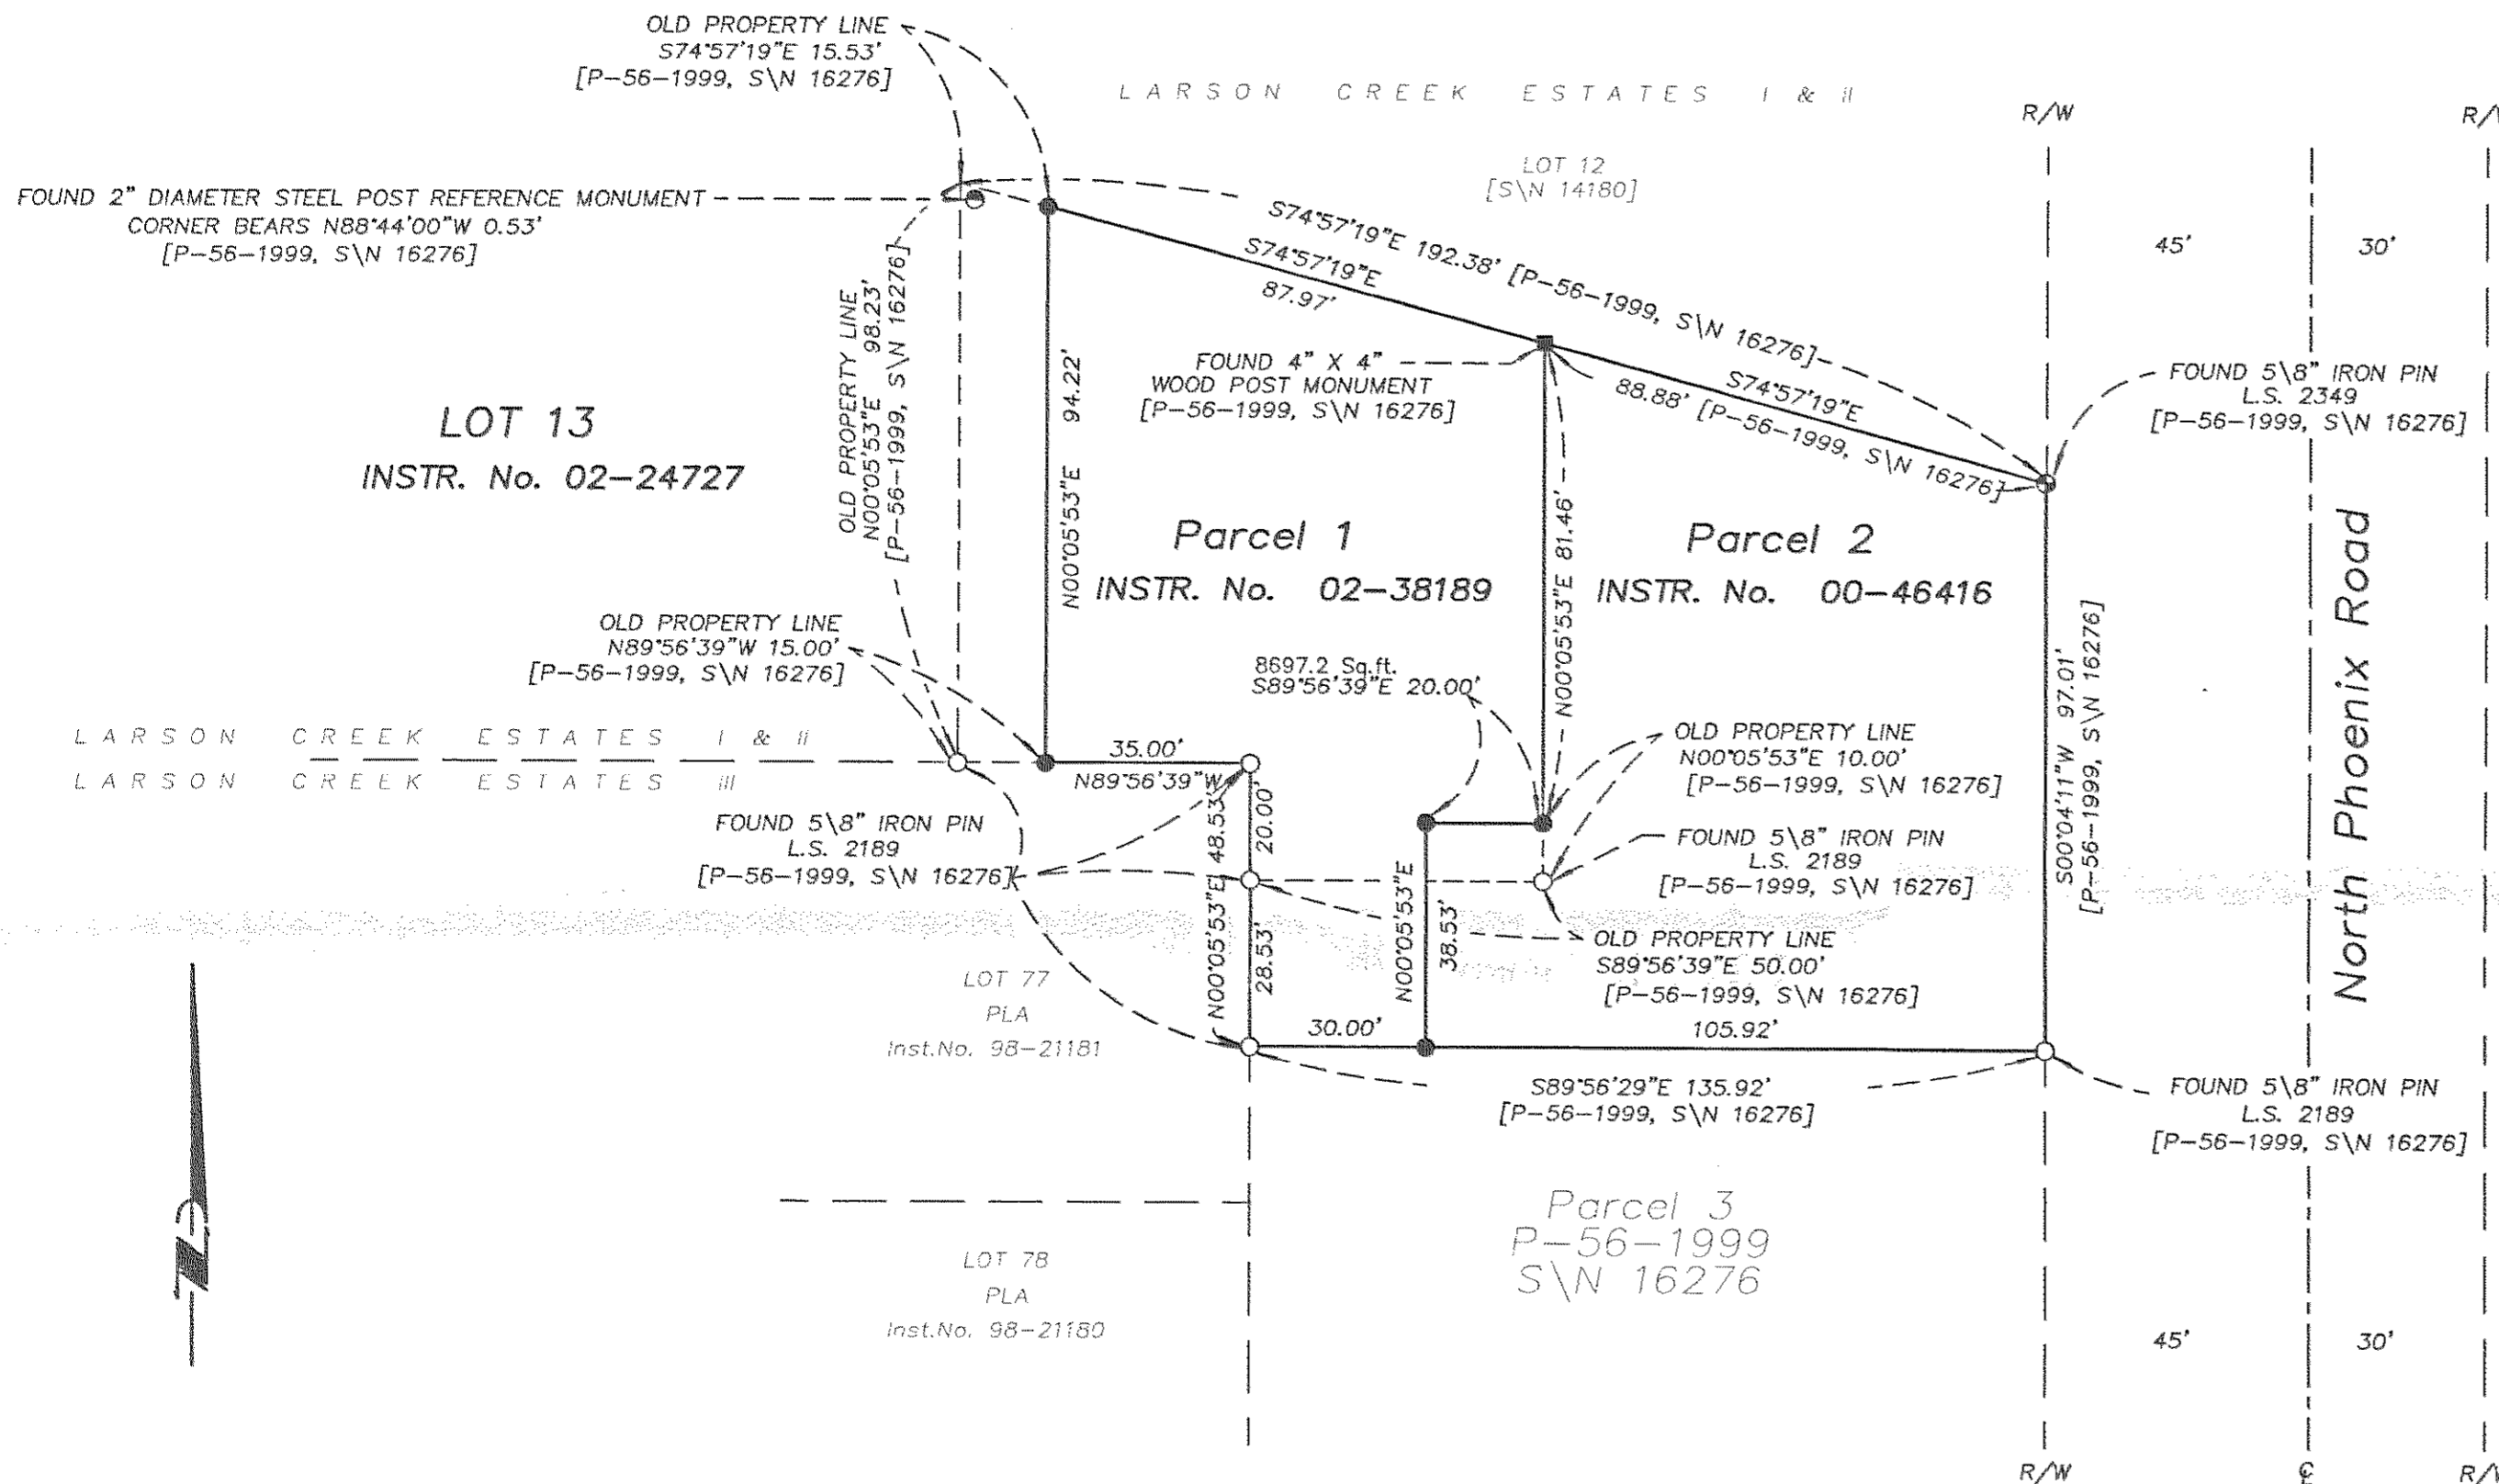 OLD PROPERTY LINE
S74°57'19"E 15.53'
[P-56-1999, S\N 16276]
LARSON CREEK ESTATES I & II
R/W
LOT 12
[S\N 14180]
FOUND 2" DIAMETER STEEL POST REFERENCE MONUMENT
CORNER BEARS N88°44'00"W 0.53'
[P-56-1999, S\N 16276]
S74°57'19"E 192.38' [P-56-1999, S\N 16276]
S74°57'19"E
87.97'
45'
30'
OLD PROPERTY LINE
N00°05'53"E 98.23'
[P-56-1999, S\N 16276]
N00°05'53"E 94.22'
FOUND 4" X 4"
WOOD POST MONUMENT
[P-56-1999, S\N 16276]
S74°57'19"E
88.88' [P-56-1999, S\N 16276]
FOUND 5\8" IRON PIN
L.S. 2349
[P-56-1999, S\N 16276]
LOT 13
INSTR. No. 02-24727
Parcel 1
INSTR. No. 02-38189
N00°05'53"E 81.46'
Parcel 2
INSTR. No. 00-46416
S00°04'11"W 97.01'
[P-56-1999, S\N 16276]
North Phoenix Road
OLD PROPERTY LINE
N89°56'39"W 15.00'
[P-56-1999, S\N 16276]
8697.2 Sq.ft.
S89°56'39"E 20.00'
OLD PROPERTY LINE
N00°05'53"E 10.00'
[P-56-1999, S\N 16276]
LARSON CREEK ESTATES I & II
LARSON CREEK ESTATES III
35.00'
N89°56'39"W
FOUND 5\8" IRON PIN
L.S. 2189
[P-56-1999, S\N 16276]
N00°05'53"E 48.53'
20.00'
28.53'
N00°05'53"E
38.53'
FOUND 5\8" IRON PIN
L.S. 2189
[P-56-1999, S\N 16276]
OLD PROPERTY LINE
S89°56'39"E 50.00'
[P-56-1999, S\N 16276]
LOT 77
PLA
Inst.No. 98-21181
30.00'
105.92'
S89°56'29"E 135.92'
[P-56-1999, S\N 16276]
FOUND 5\8" IRON PIN
L.S. 2189
[P-56-1999, S\N 16276]
Parcel 3
P-56-1999
S\N 16276
LOT 78
PLA
Inst.No. 98-21180
N
45'
30'
R/W
℄